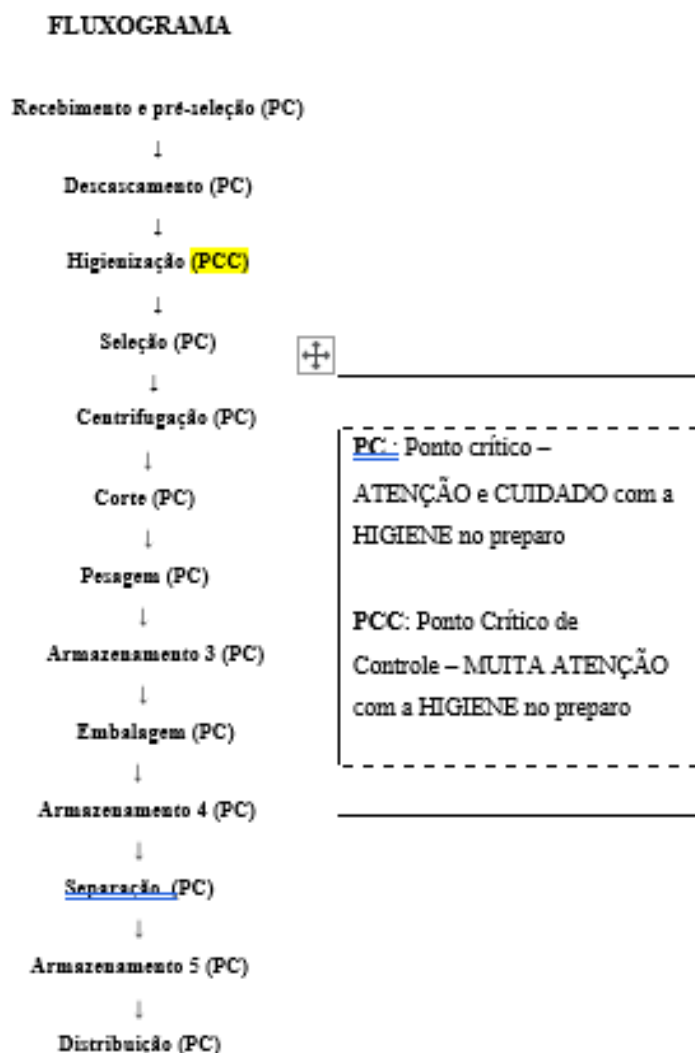 FLUXOGRAMA
Recebimento e pré-seleção (PC)
↓
Descascamento (PC)
↓
Higienização (PCC)
↓
Seleção (PC)
↓
Centrifugação (PC)
↓
Corte (PC)
↓
Pesagem (PC)
↓
Armazenamento 3 (PC)
↓
Embalagem (PC)
↓
Armazenamento 4 (PC)
↓
Separação (PC)
↓
Armazenamento 5 (PC)
↓
Distribuição (PC)
PC : Ponto crítico –
ATENÇÃO e CUIDADO com a
HIGIENE no preparo
PCC: Ponto Crítico de
Controle – MUITA ATENÇÃO
com a HIGIENE no preparo